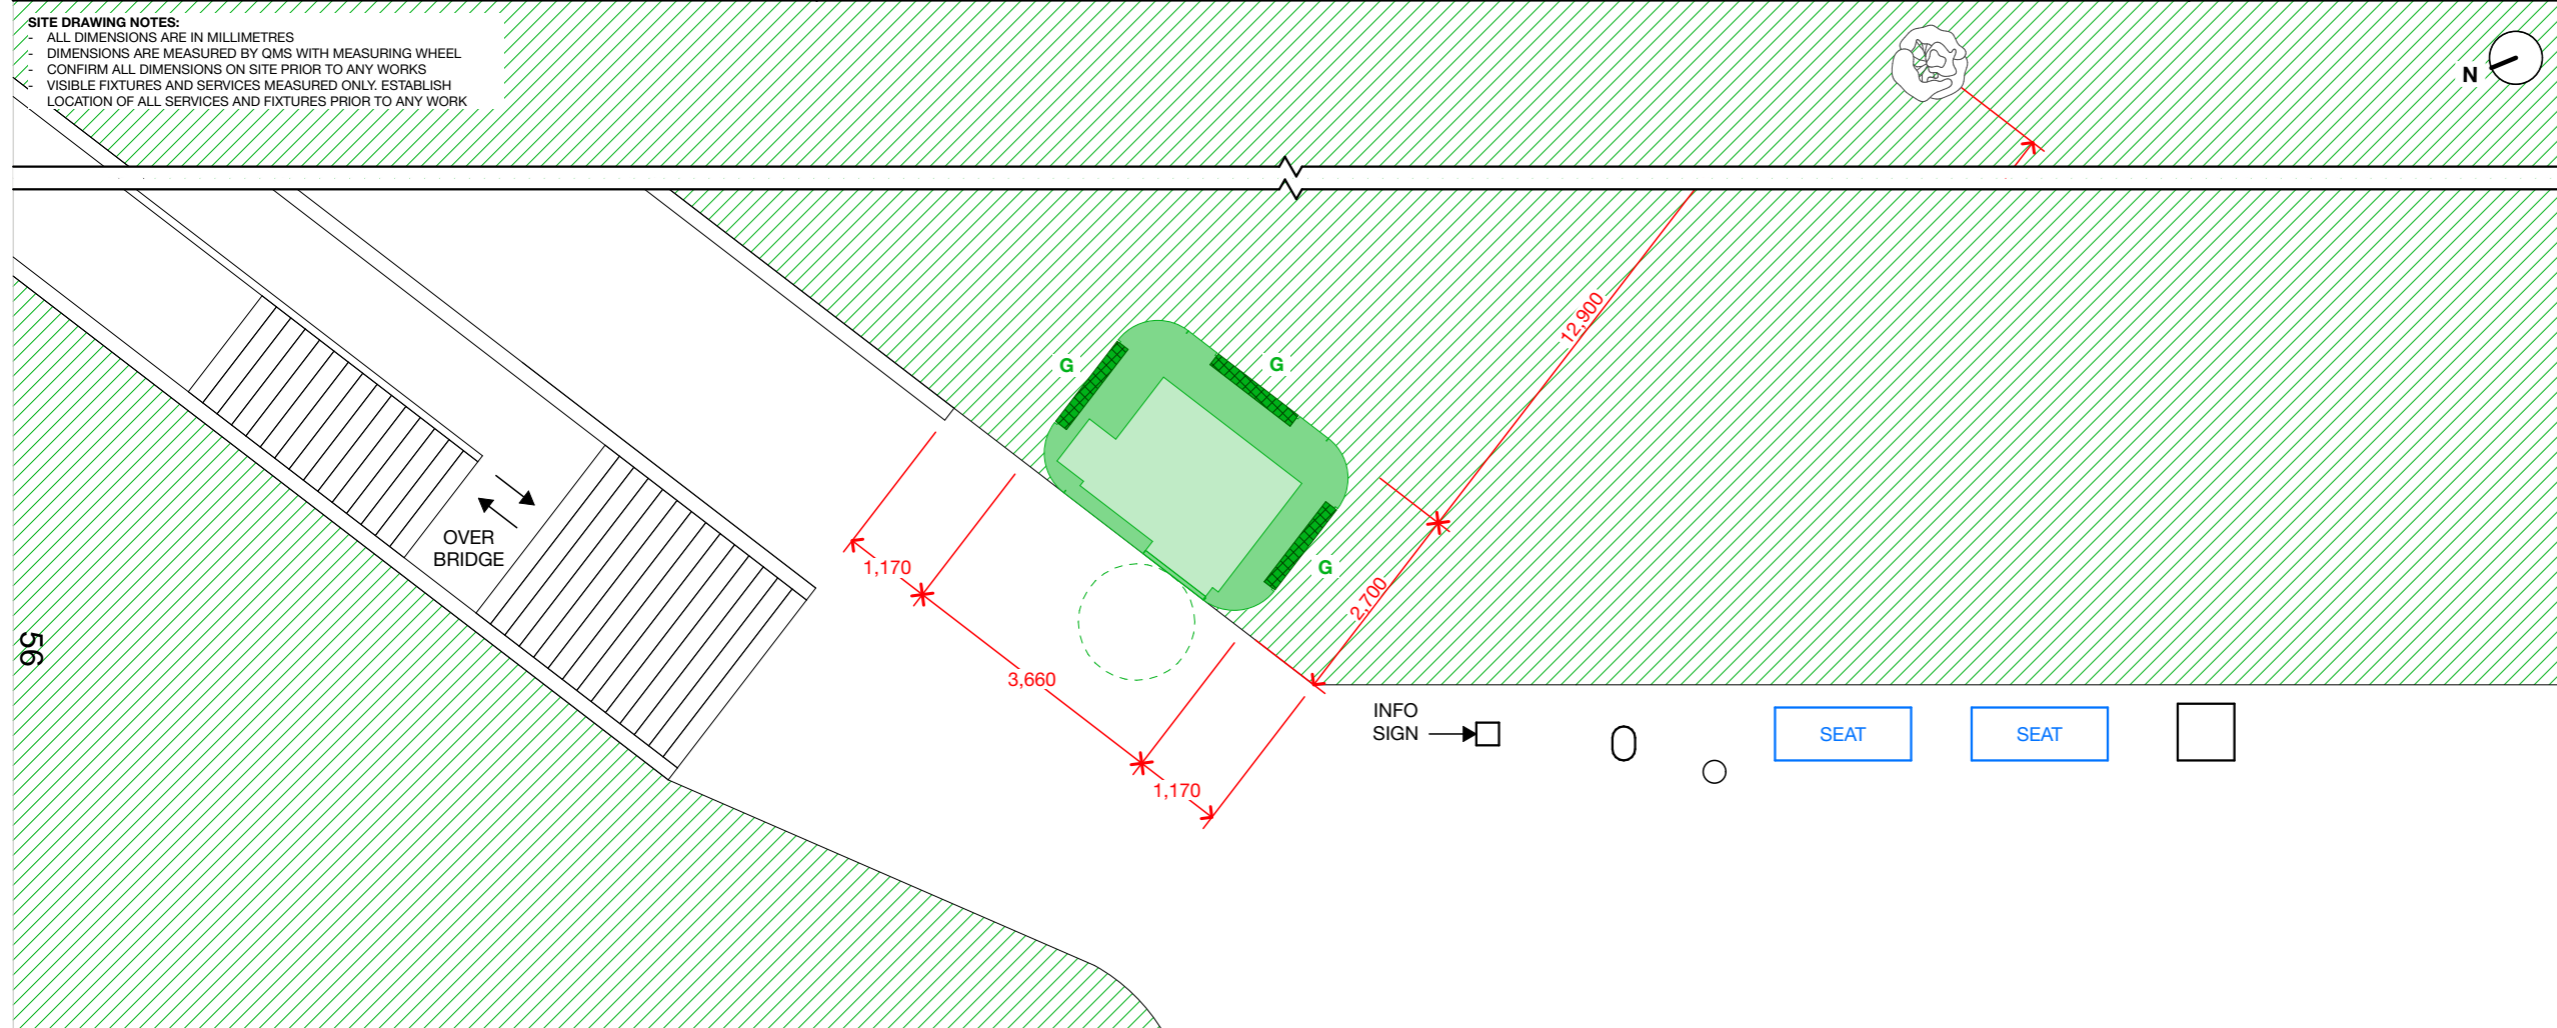 SITE DRAWING NOTES:
- ALL DIMENSIONS ARE IN MILLIMETRES
- DIMENSIONS ARE MEASURED BY QMS WITH MEASURING WHEEL
- CONFIRM ALL DIMENSIONS ON SITE PRIOR TO ANY WORKS
- VISIBLE FIXTURES AND SERVICES MEASURED ONLY. ESTABLISH
LOCATION OF ALL SERVICES AND FIXTURES PRIOR TO ANY WORK
N
12,900
G
G
OVER
BRIDGE
1,170
G
2,700
56
3,660
INFO
SIGN
SEAT
SEAT
1,170